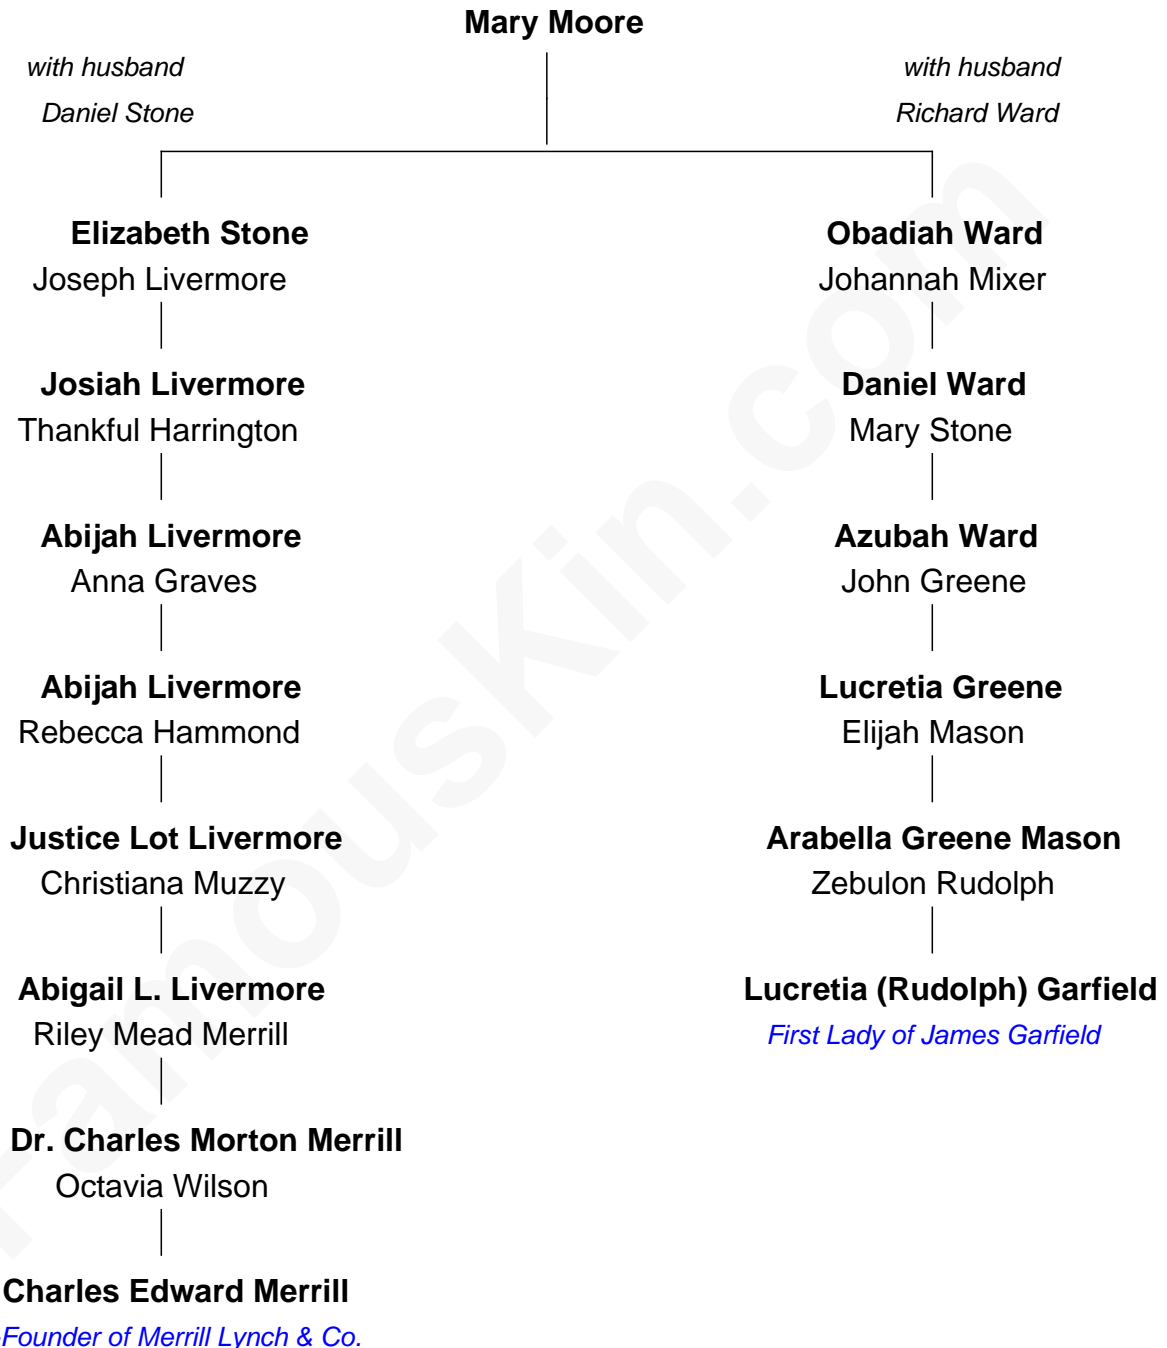 Mary Moore
with husband
Daniel Stone
with husband
Richard Ward
Elizabeth Stone
Joseph Livermore
Josiah Livermore
Thankful Harrington
Abijah Livermore
Anna Graves
Abijah Livermore
Rebecca Hammond
Justice Lot Livermore
Christiana Muzzy
Abigail L. Livermore
Riley Mead Merrill
Dr. Charles Morton Merrill
Octavia Wilson
Charles Edward Merrill
-Founder of Merrill Lynch & Co.
Obadiah Ward
Johannah Mixer
Daniel Ward
Mary Stone
Azubah Ward
John Greene
Lucretia Greene
Elijah Mason
Arabella Greene Mason
Zebulon Rudolph
Lucretia (Rudolph) Garfield
First Lady of James Garfield
FamousKin.com